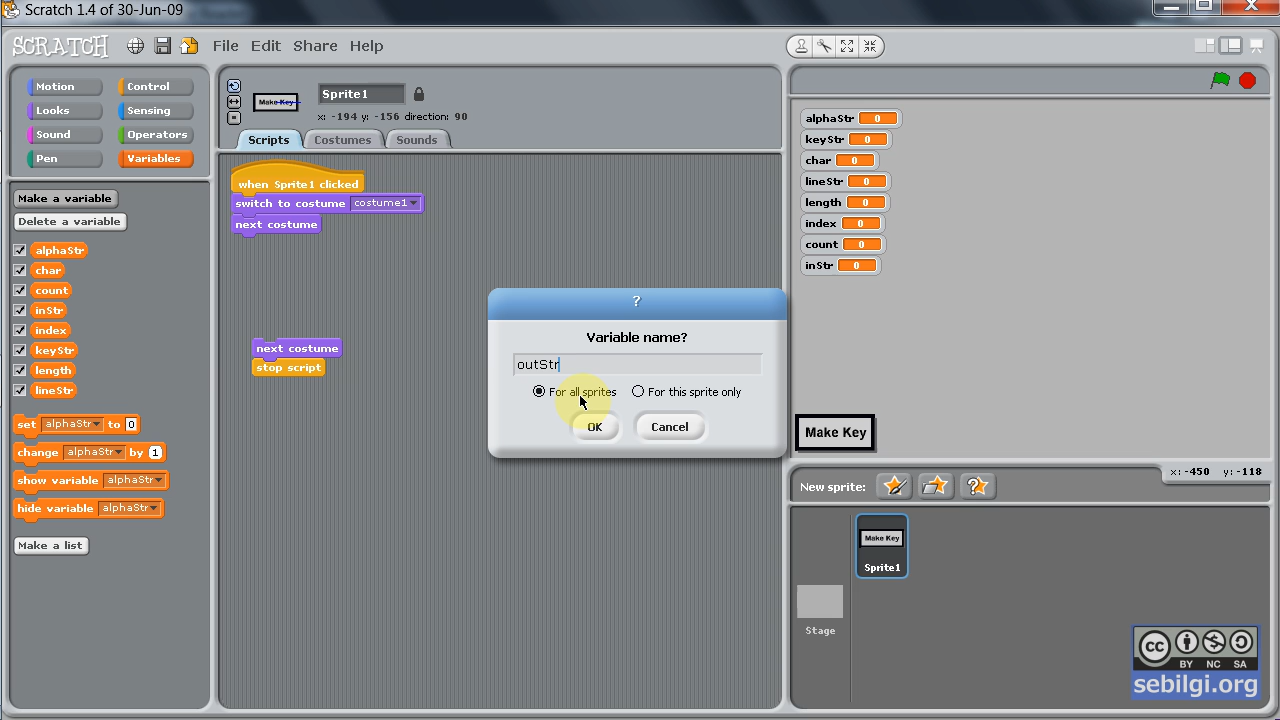 Scratch 1.4 of 30-Jun-09
SCRATCH File Edit Share Help
Motion Control
Looks Sensing
Sound Operators
Pen Variables
Make a variable
Delete a variable
alphaStr
char
count
inStr
index
keyStr
length
lineStr
set alphaStr to 0
change alphaStr by 1
show variable alphaStr
hide variable alphaStr
Make a list
Make Key
Sprite1
x: -194 y: -156 direction: 90
Scripts Costumes Sounds
when Sprite1 clicked
switch to costume costume1
next costume
next costume
stop script
?
Variable name?
outStr
For all sprites For this sprite only
OK Cancel
alphaStr 0
keyStr 0
char 0
lineStr 0
length 0
index 0
count 0
inStr 0
Make Key
x: -450 y: -118
New sprite:
Make Key
Sprite1
Stage
cc
BY NC SA
sebilgi.org